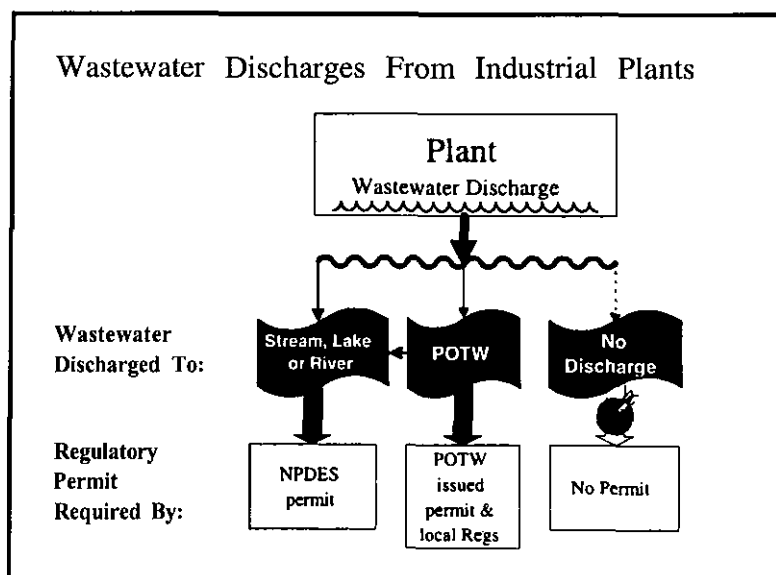 Wastewater Discharges From Industrial Plants
Plant
Wastewater Discharge
Wastewater
Discharged To:
Stream, Lake
or River
POTW
No
Discharge
Regulatory
Permit
Required By:
NPDES
permit
POTW
issued
permit &
local Regs
No Permit